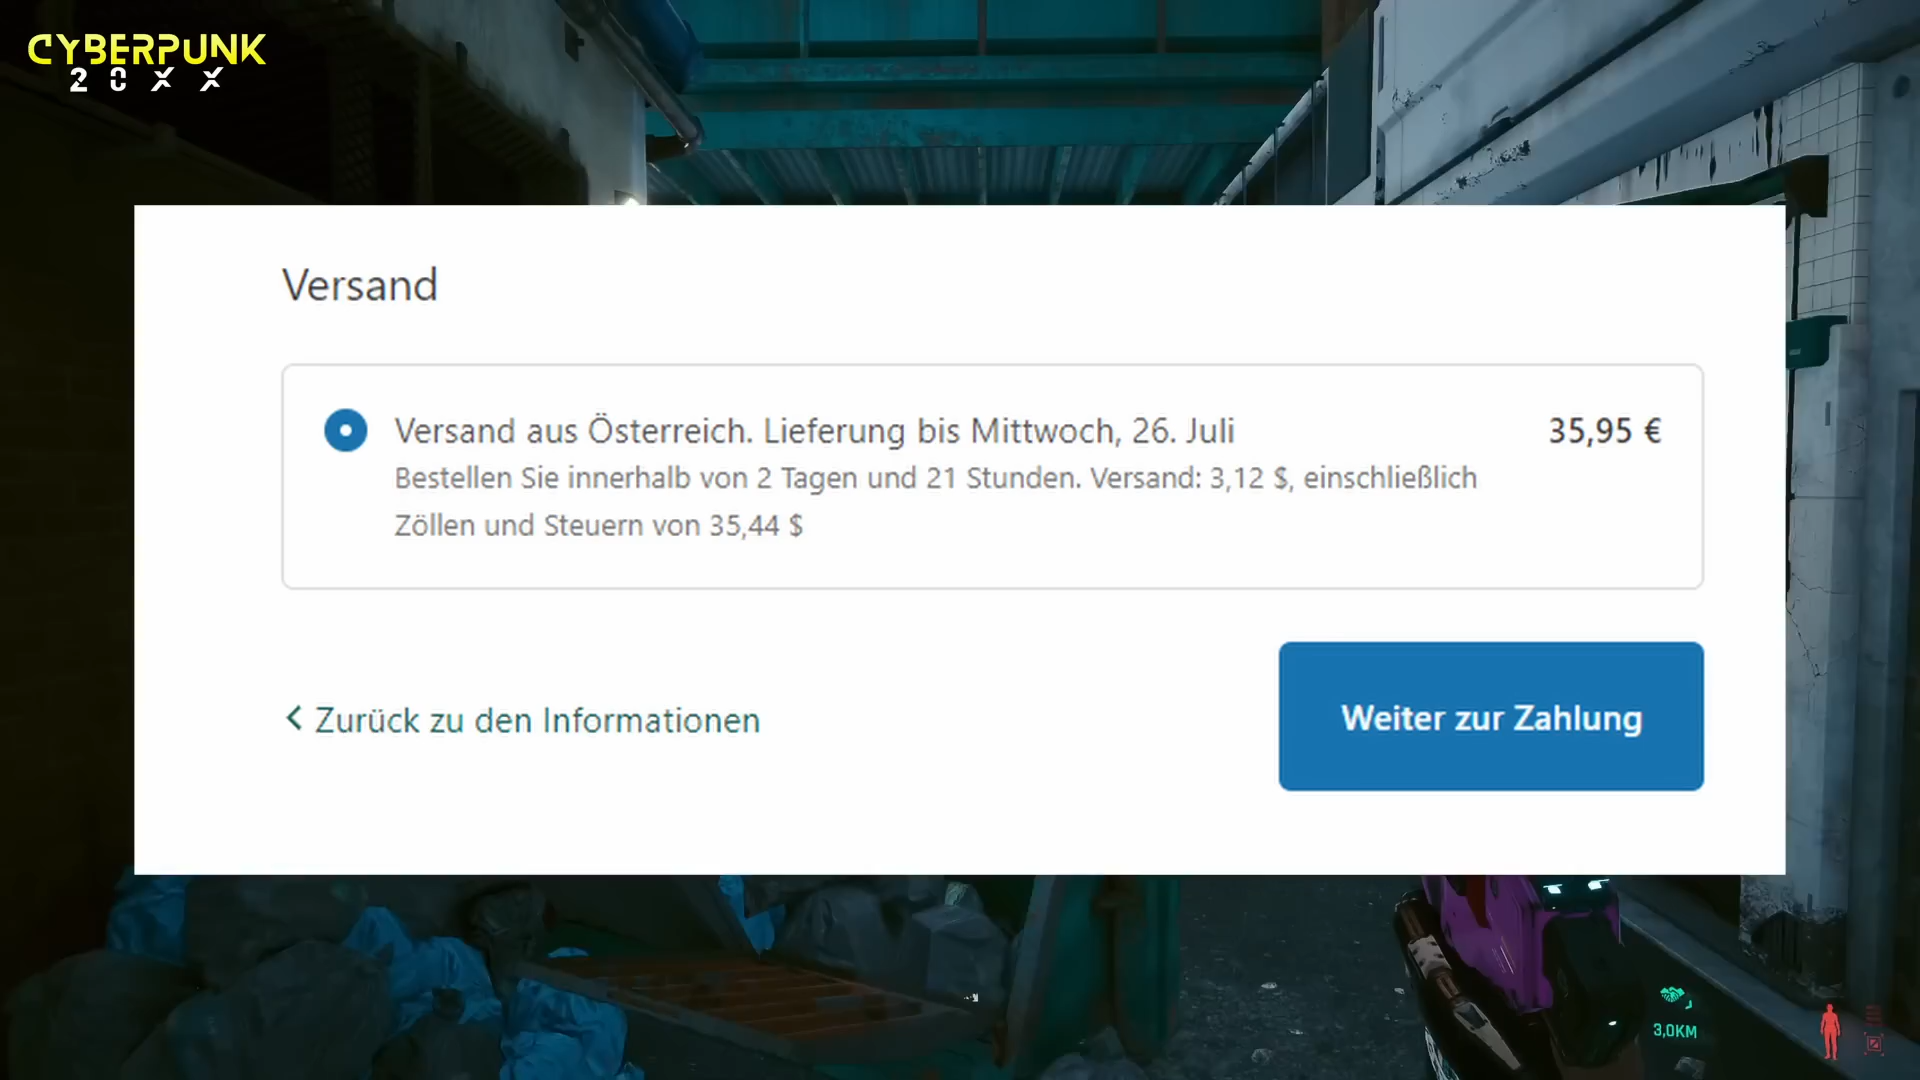 CYBERPUNK
20XX
Versand
Versand aus Österreich. Lieferung bis Mittwoch, 26. Juli 35,95 €
Bestellen Sie innerhalb von 2 Tagen und 21 Stunden. Versand: 3,12 $, einschließlich
Zöllen und Steuern von 35,44 $
< Zurück zu den Informationen
Weiter zur Zahlung
3,0KM